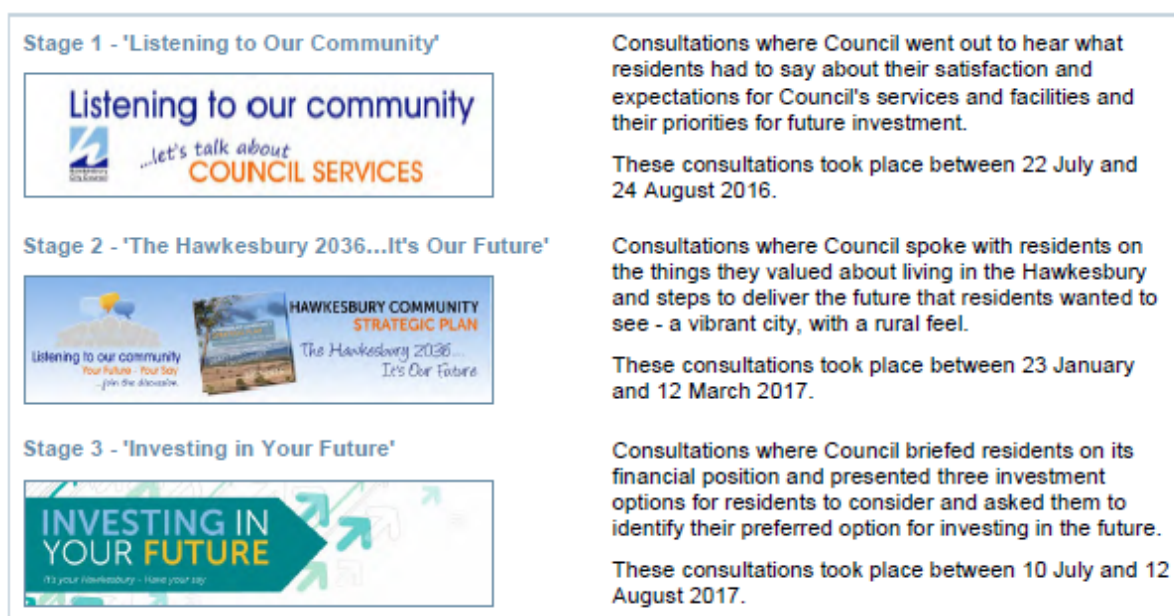 Stage 1 - 'Listening to Our Community'
Listening to our community
...let's talk about
COUNCIL SERVICES
Hawkesbury
City Council
Consultations where Council went out to hear what
residents had to say about their satisfaction and
expectations for Council's services and facilities and
their priorities for future investment.
These consultations took place between 22 July and
24 August 2016.
Stage 2 - 'The Hawkesbury 2036...It's Our Future'
Listening to our community
Your Future - Your Say
...join the discussion
HAWKESBURY COMMUNITY
STRATEGIC PLAN
The Hawkesbury 2036...
It's Our Future
Consultations where Council spoke with residents on
the things they valued about living in the Hawkesbury
and steps to deliver the future that residents wanted to
see - a vibrant city, with a rural feel.
These consultations took place between 23 January
and 12 March 2017.
Stage 3 - 'Investing in Your Future'
INVESTING IN
YOUR FUTURE
It's your Hawkesbury - Have your say
Consultations where Council briefed residents on its
financial position and presented three investment
options for residents to consider and asked them to
identify their preferred option for investing in the future.
These consultations took place between 10 July and 12
August 2017.